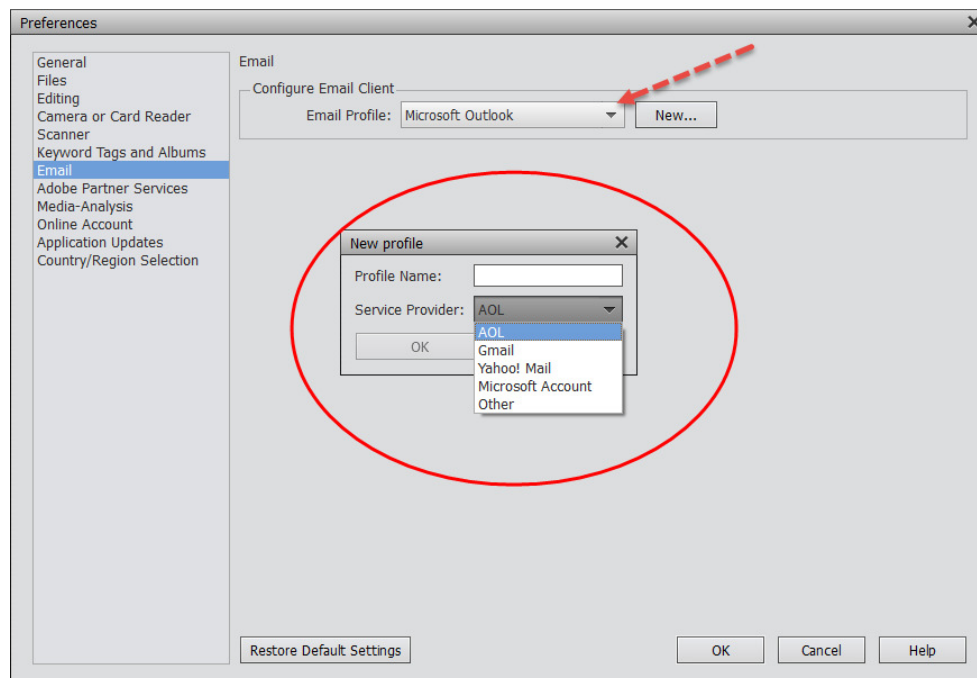 Preferences
General
Files
Editing
Camera or Card Reader
Scanner
Keyword Tags and Albums
Email
Adobe Partner Services
Media-Analysis
Online Account
Application Updates
Country/Region Selection
Email
Configure Email Client
Email Profile: Microsoft Outlook New...
New profile
Profile Name:
Service Provider: AOL
AOL
OK
Gmail
Yahoo! Mail
Microsoft Account
Other
Restore Default Settings OK Cancel Help